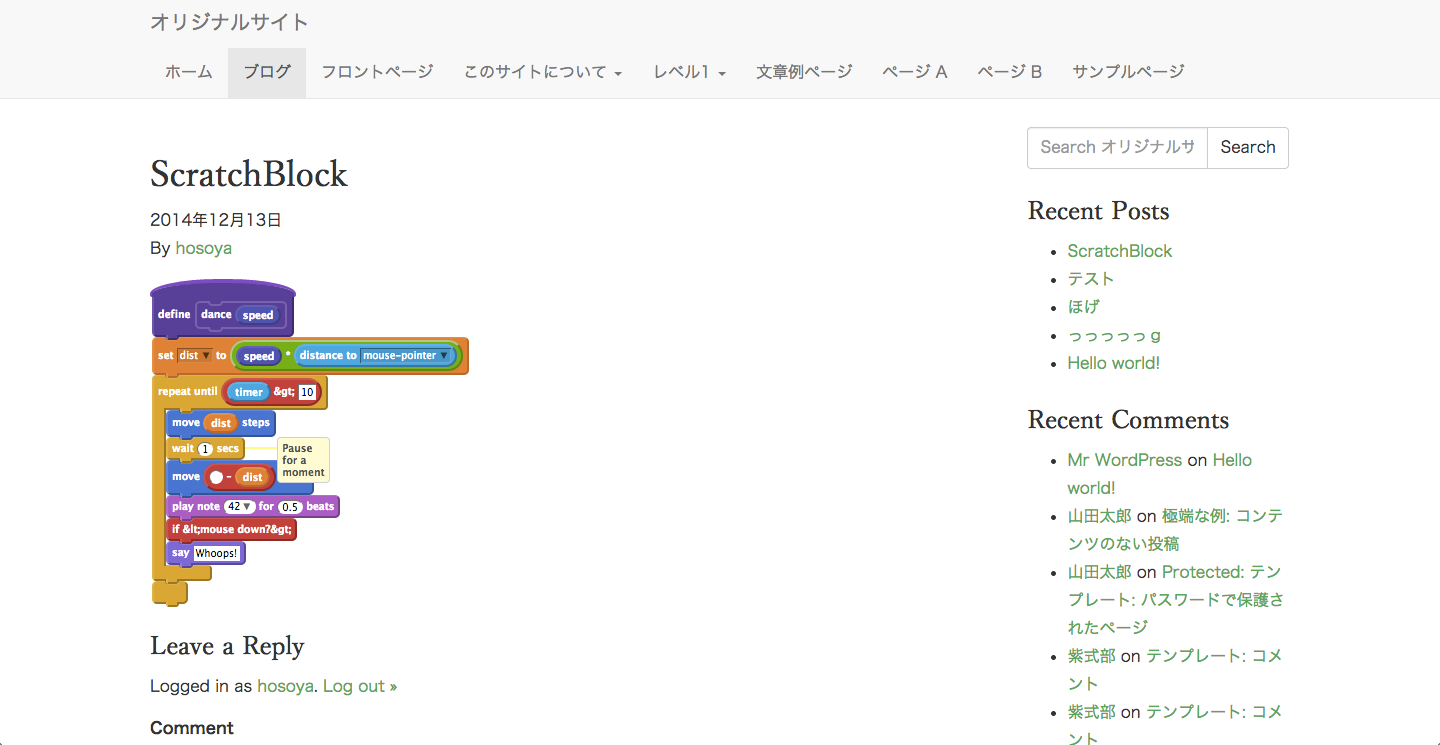 オリジナルサイト
ホーム ブログ フロントページ このサイトについて レベル1 文章例ページ ページ A ページ B サンプルページ
ScratchBlock
2014年12月13日
By hosoya
define dance speed
set dist to speed * distance to mouse-pointer
repeat until timer &gt; 10
move dist steps
wait 1 secs
Pause
for a
moment
move - dist
play note 42 for 0.5 beats
if &lt;mouse down?&gt;
say Whoops!
Leave a Reply
Logged in as hosoya. Log out »
Comment
Search オリジナルサ Search
Recent Posts
ScratchBlock
テスト
ほげ
っっっっっg
Hello world!
Recent Comments
Mr WordPress on Hello
world!
山田太郎 on 極端な例: コンテ
ンツのない投稿
山田太郎 on Protected: テン
プレート: パスワードで保護さ
れたページ
紫式部 on テンプレート: コメ
ント
紫式部 on テンプレート: コメ
ント